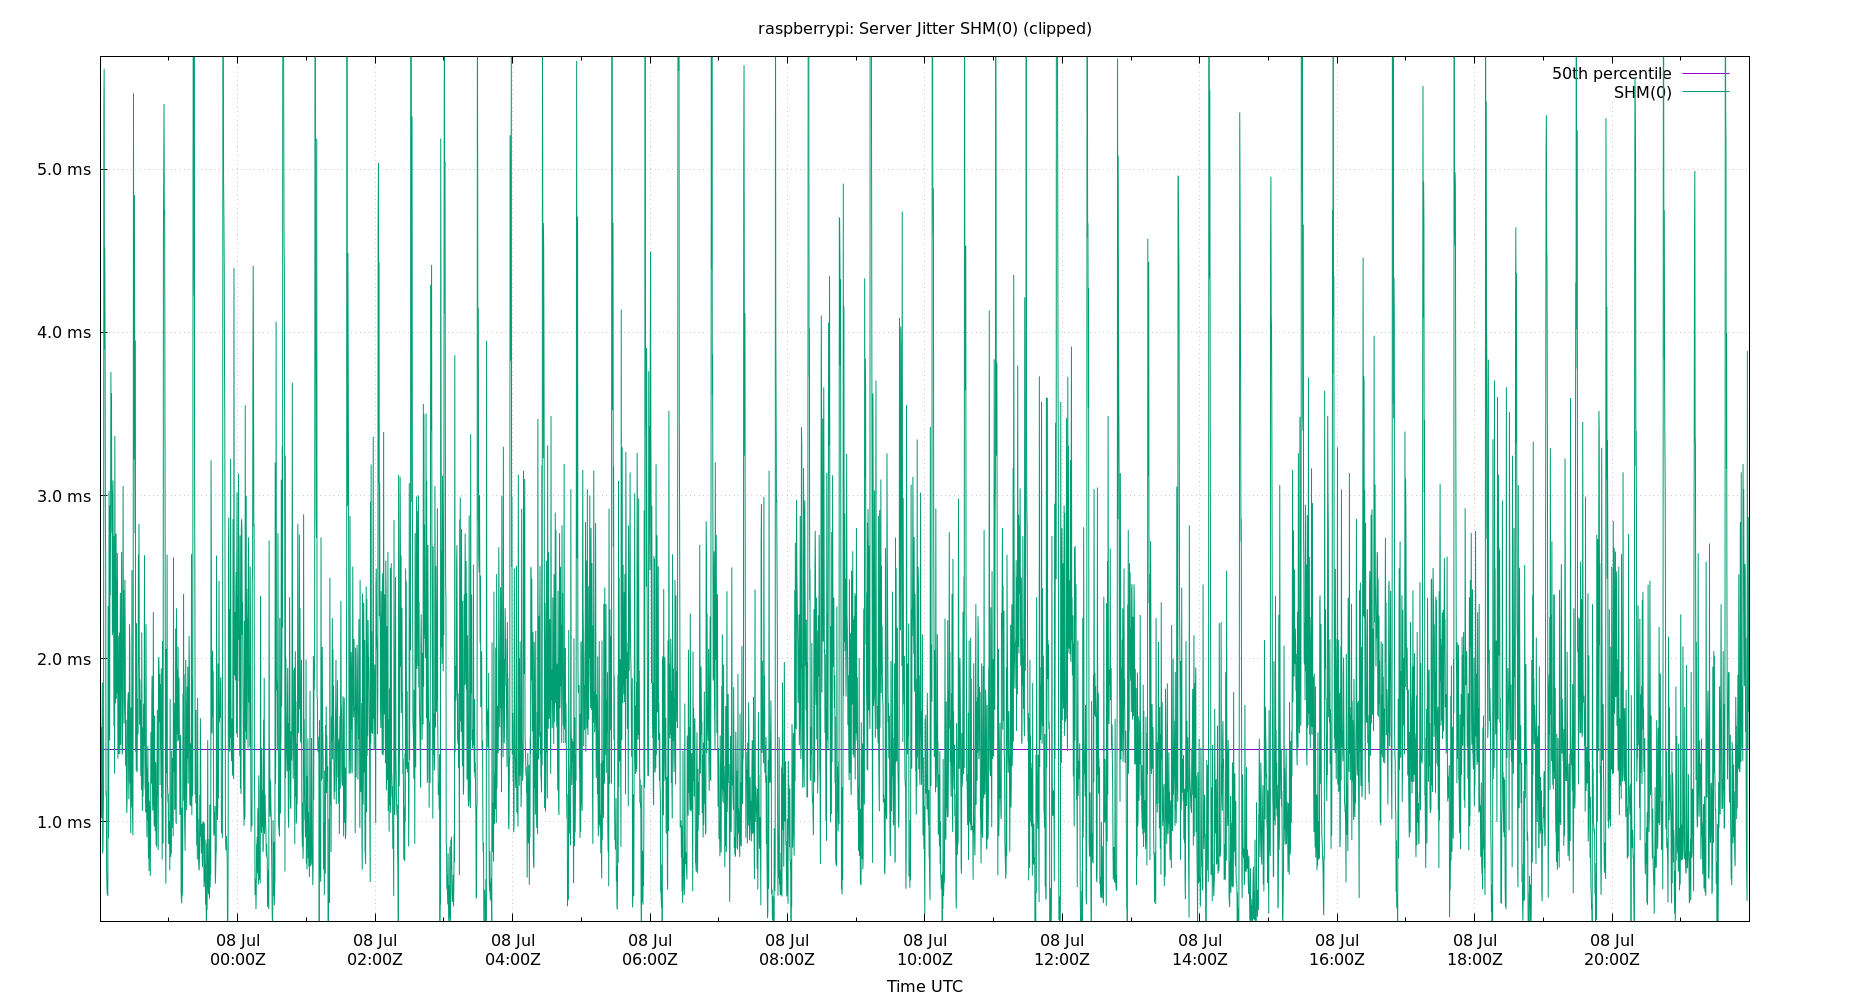 raspberrypi: Server Jitter SHM(0) (clipped)
50th percentile
SHM(0)
5.0 ms
4.0 ms
3.0 ms
2.0 ms
1.0 ms
08 Jul 08 Jul 08 Jul 08 Jul 08 Jul 08 Jul 08 Jul 08 Jul 08 Jul 08 Jul 08 Jul
00:00Z 02:00Z 04:00Z 06:00Z 08:00Z 10:00Z 12:00Z 14:00Z 16:00Z 18:00Z 20:00Z
Time UTC